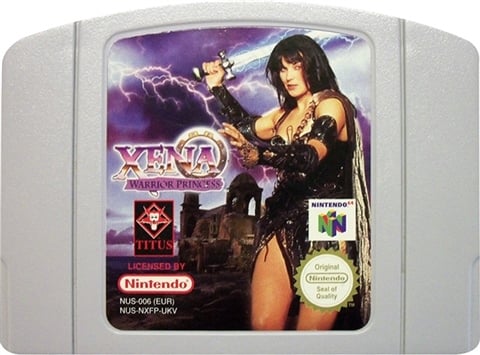 XENA
WARRIOR PRINCESS
TITUS
LICENSED BY
Nintendo
NUS-006 (EUR)
NUS-NXFP-UKV
NINTENDO 64
N
Original
Nintendo
Seal of
Quality
TM